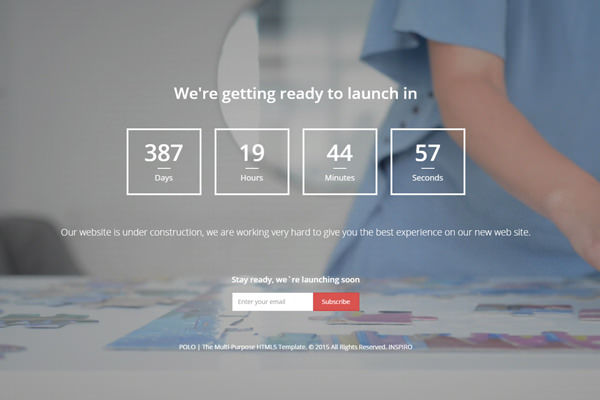 We're getting ready to launch in
387 19 44 57
Days Hours Minutes Seconds
Our website is under construction, we are working very hard to give you the best experience on our new web site.
Stay ready, we`re launching soon
Enter your email Subscribe
POLO | The Multi-Purpose HTML5 Template. © 2015 All Rights Reserved. INSPIRO